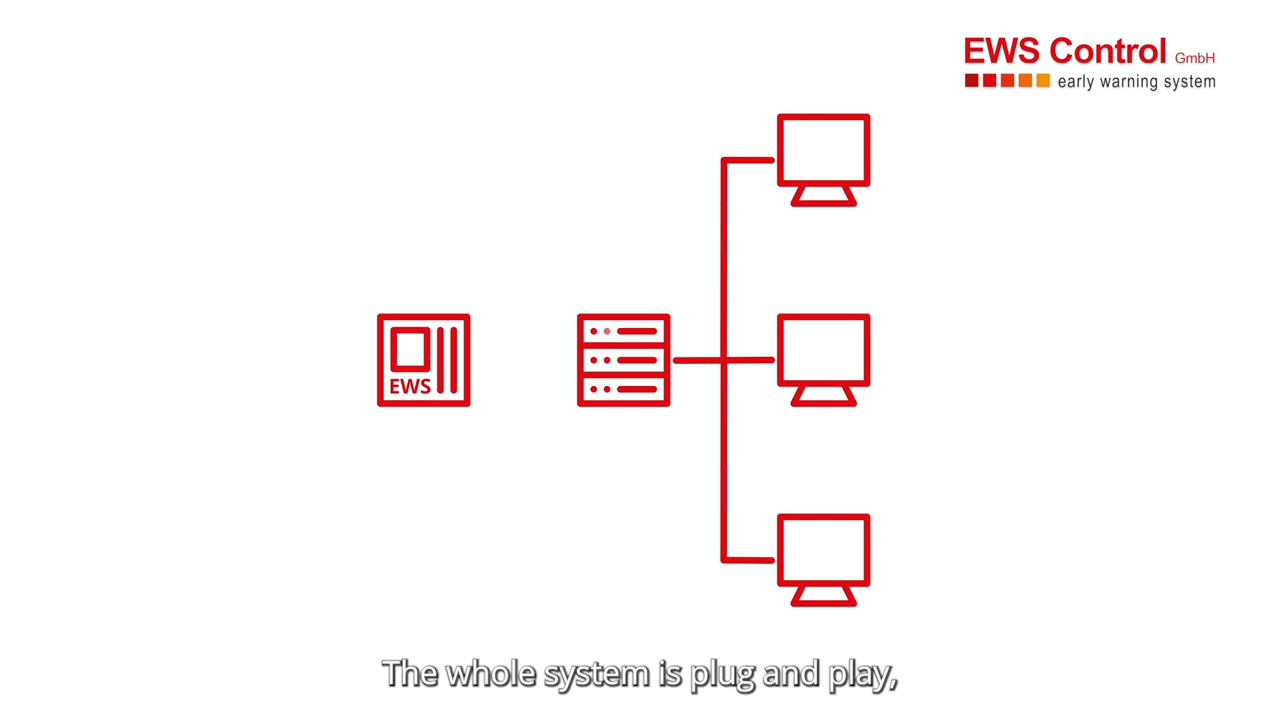 EWS Control GmbH
early warning system
EWS
The whole system is plug and play,